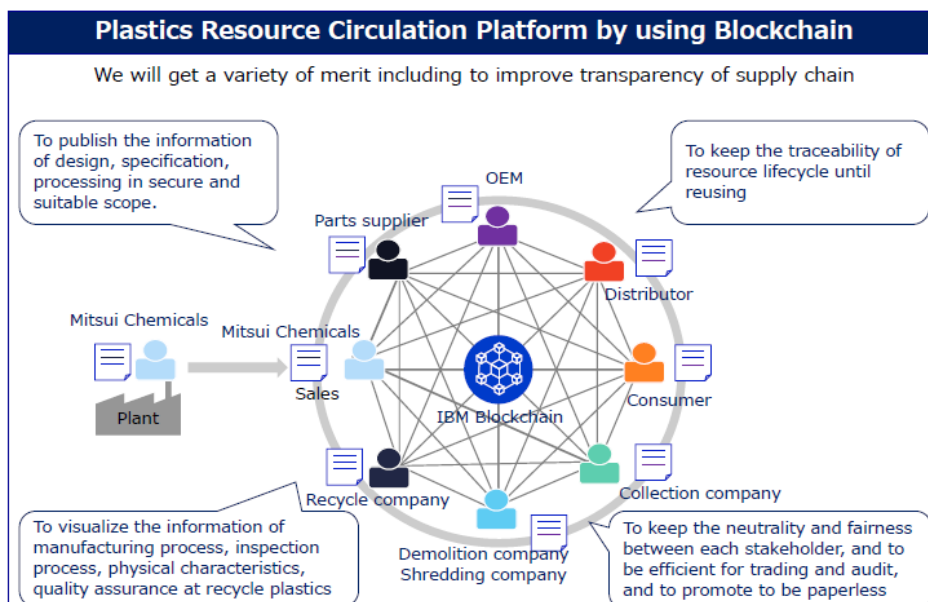 Plastics Resource Circulation Platform by using Blockchain
We will get a variety of merit including to improve transparency of supply chain
To publish the information
of design, specification,
processing in secure and
suitable scope.
To keep the traceability of
resource lifecycle until
reusing
OEM
Parts supplier
Distributor
Mitsui Chemicals
Mitsui Chemicals
Sales
Plant
IBM Blockchain
Consumer
Recycle company
Collection company
Demolition company
Shredding company
To visualize the information of
manufacturing process, inspection
process, physical characteristics,
quality assurance at recycle plastics
To keep the neutrality and fairness
between each stakeholder, and to
be efficient for trading and audit,
and to promote to be paperless